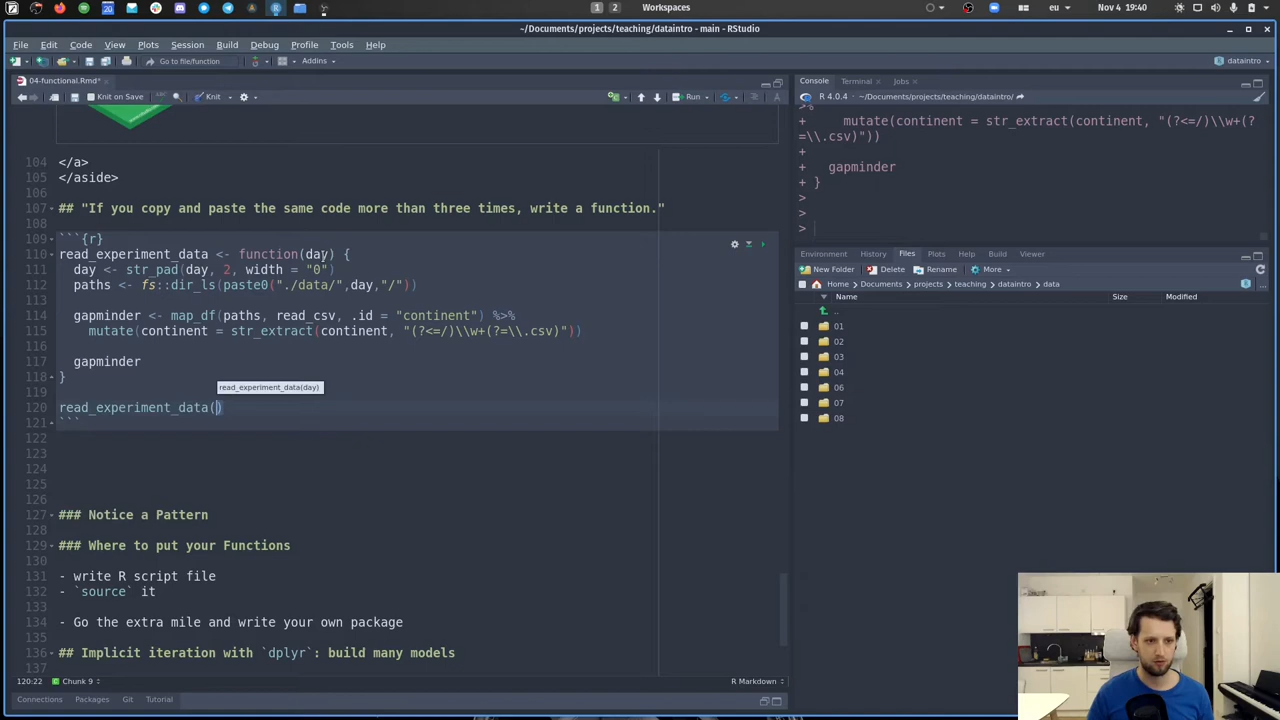 1 2
Workspaces
eu
Nov 4 19:40
~/Documents/projects/teaching/dataintro - main - RStudio
File Edit Code View Plots Session Build Debug Profile Tools Help
Go to file/function
Addins
dataintro
04-functional.Rmd*
Knit on Save
ABC
Knit
Run
104 </a>
105 </aside>
106
107 ## "If you copy and paste the same code more than three times, write a function."
108
109 ```{r}
110 read_experiment_data <- function(day) {
111 day <- str_pad(day, 2, width = "0")
112 paths <- fs::dir_ls(paste0("./data/",day,"/"))
113
114 gapminder <- map_df(paths, read_csv, .id = "continent") %>%
115 mutate(continent = str_extract(continent, "(?<=/)\\w+(?=\\.csv)"))
116
117 gapminder
118 }
119
read_experiment_data(day)
120 read_experiment_data()
121 ```
122
123
124
125
126
127 ### Notice a Pattern
128
129 ### Where to put your Functions
130
131 - write R script file
132 - `source` it
133
134 - Go the extra mile and write your own package
135
136 ## Implicit iteration with `dplyr`: build many models
137
120:22
Chunk 9
R Markdown
Connections Packages Git Tutorial
Console Terminal Jobs
R 4.0.4 · ~/Documents/projects/teaching/dataintro/
>%
+ mutate(continent = str_extract(continent, "(?<=/)\\w+(?
=\\.csv)"))
+
+ gapminder
+ }
>
>
>
Environment History Files Plots Help Build Viewer
New Folder Delete Rename More
Home Documents projects teaching dataintro data
Name Size Modified
..
01
02
03
04
06
07
08